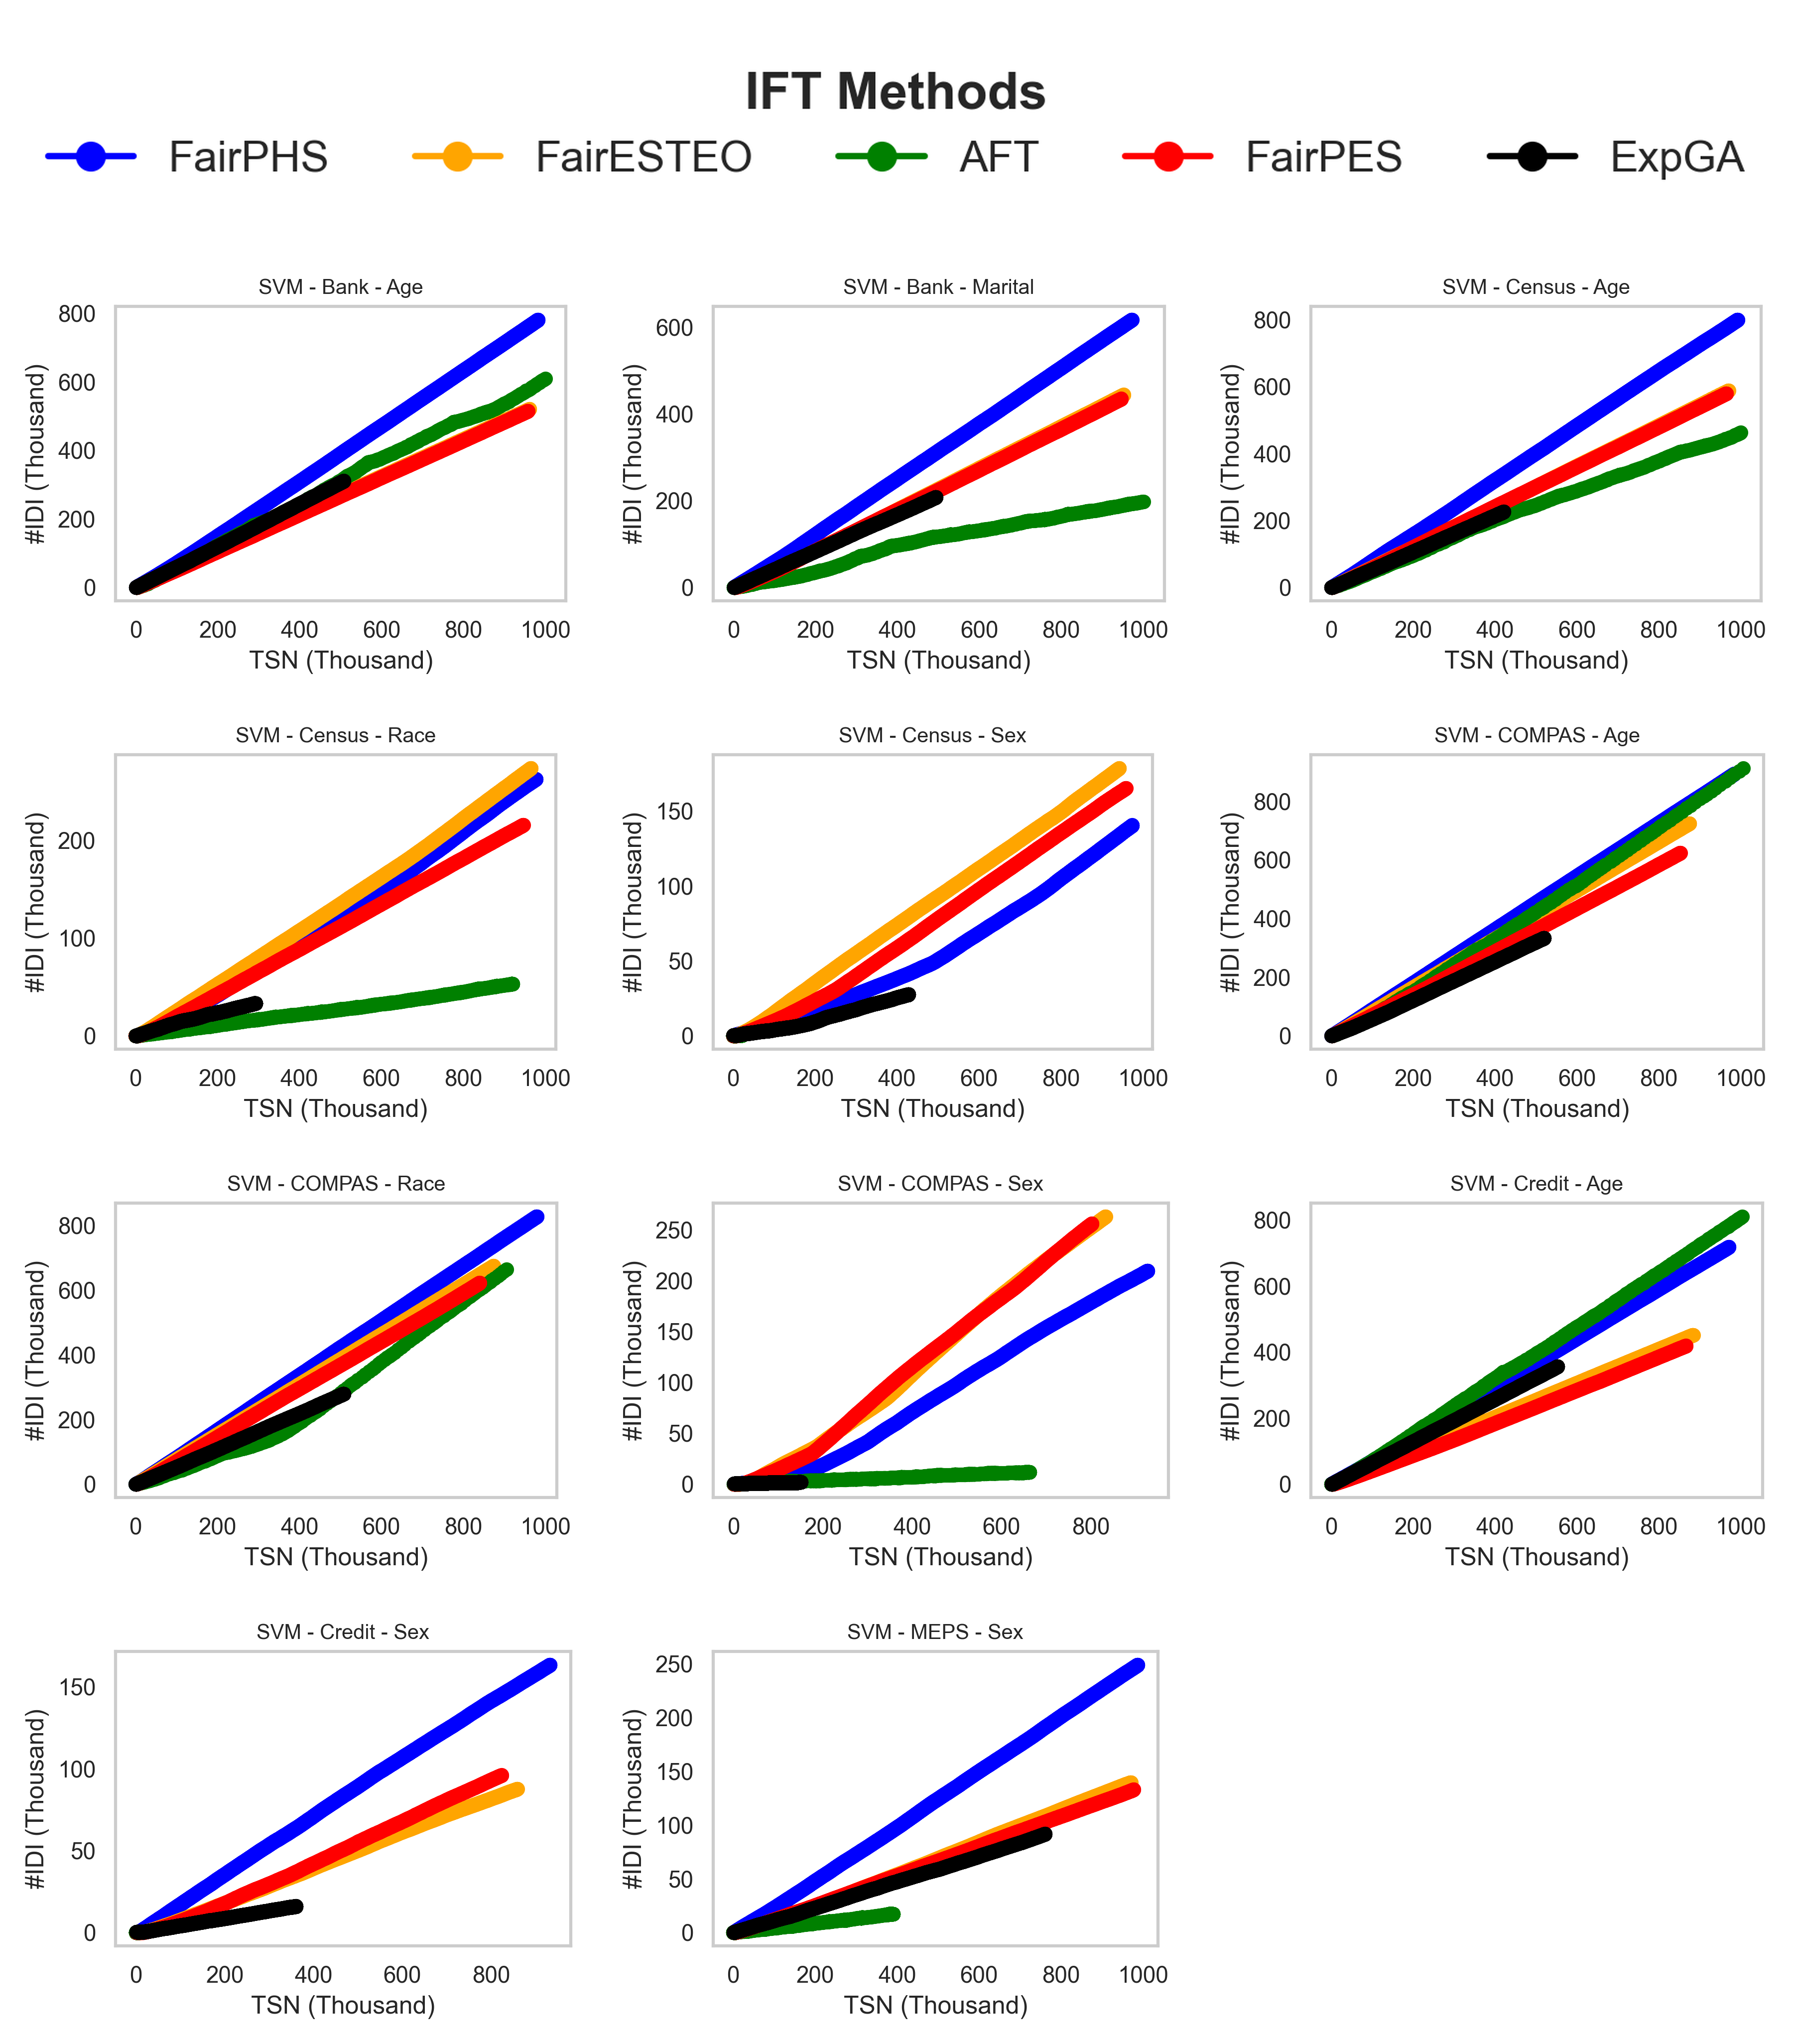 IFT Methods
FairPHS FairESTEO AFT FairPES ExpGA
SVM - Bank - Age
800
600
400
200
0
#IDI (Thousand)
0 200 400 600 800 1000
TSN (Thousand)
SVM - Bank - Marital
600
400
200
0
#IDI (Thousand)
0 200 400 600 800 1000
TSN (Thousand)
SVM - Census - Age
800
600
400
200
0
#IDI (Thousand)
0 200 400 600 800 1000
TSN (Thousand)
SVM - Census - Race
200
100
0
#IDI (Thousand)
0 200 400 600 800 1000
TSN (Thousand)
SVM - Census - Sex
150
100
50
0
#IDI (Thousand)
0 200 400 600 800 1000
TSN (Thousand)
SVM - COMPAS - Age
800
600
400
200
0
#IDI (Thousand)
0 200 400 600 800 1000
TSN (Thousand)
SVM - COMPAS - Race
800
600
400
200
0
#IDI (Thousand)
0 200 400 600 800 1000
TSN (Thousand)
SVM - COMPAS - Sex
250
200
150
100
50
0
#IDI (Thousand)
0 200 400 600 800
TSN (Thousand)
SVM - Credit - Age
800
600
400
200
0
#IDI (Thousand)
0 200 400 600 800 1000
TSN (Thousand)
SVM - Credit - Sex
150
100
50
0
#IDI (Thousand)
0 200 400 600 800
TSN (Thousand)
SVM - MEPS - Sex
250
200
150
100
50
0
#IDI (Thousand)
0 200 400 600 800 1000
TSN (Thousand)